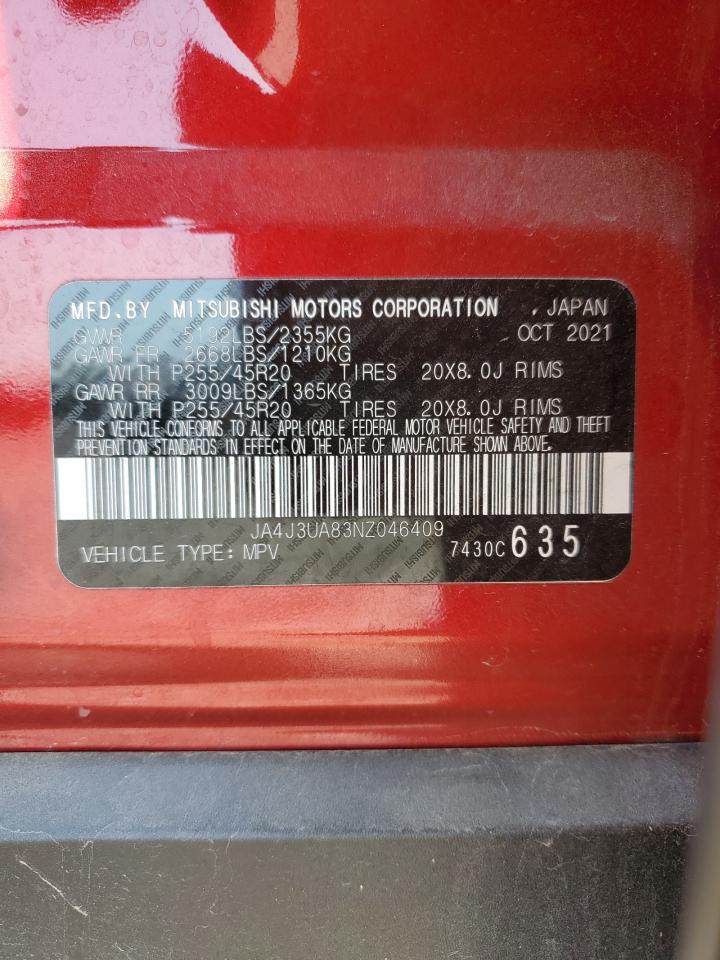 MFD.BY MITSUBISHI MOTORS CORPORATION , JAPAN
GVWR 5192LBS/2355KG OCT 2021
GAWR FR 2668LBS/1210KG
WITH P255/45R20 TIRES 20X8.0J RIMS
GAWR RR 3009LBS/1365KG
WITH P255/45R20 TIRES 20X8.0J RIMS
THIS VEHICLE CONFORMS TO ALL APPLICABLE FEDERAL MOTOR VEHICLE SAFETY AND THEFT
PREVENTION STANDARDS IN EFFECT ON THE DATE OF MANUFACTURE SHOWN ABOVE.
JA4J3UA83NZ046409
VEHICLE TYPE: MPV 7430C 635